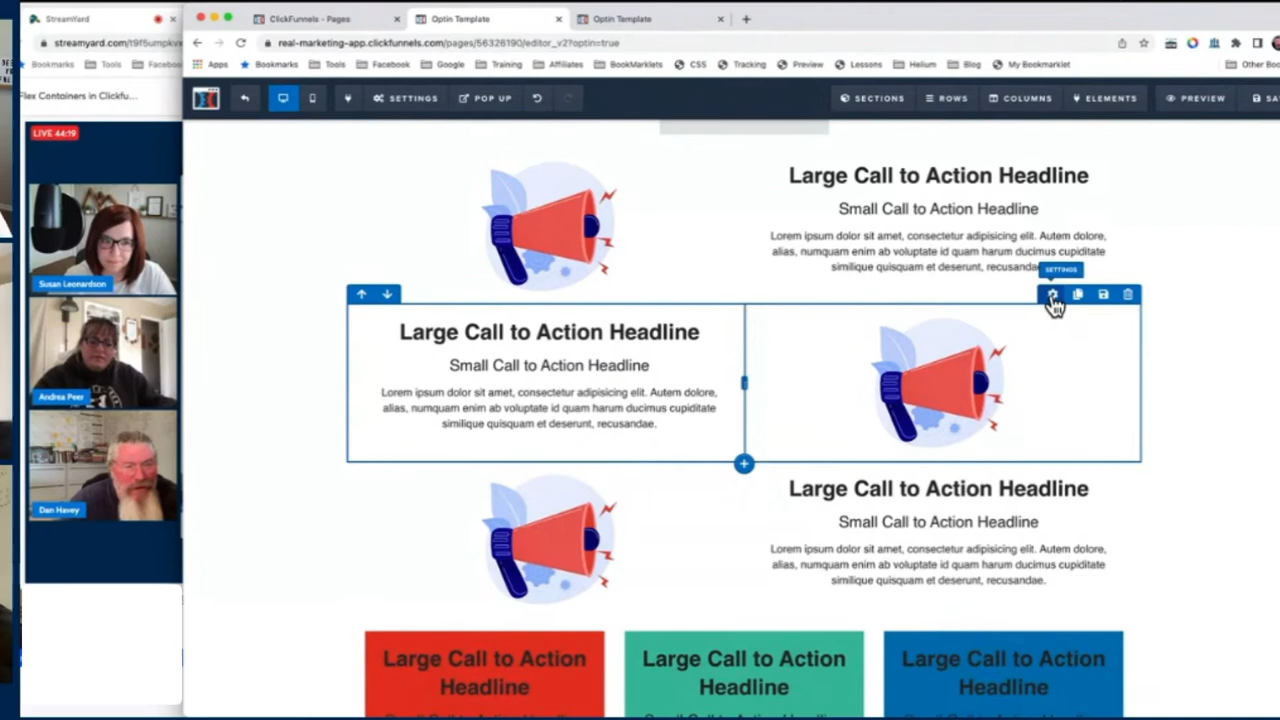 StreamYard
ClickFunnels - Pages
Optin Template
Optin Template
real-marketing-app.clickfunnels.com/pages/56326190/editor_v2?optin=true
Bookmarks
Tools
Apps
Bookmarks
Tools
Facebook
Google
Training
Affiliates
BookMarklets
CSS
Tracking
Preview
Lessons
Helium
Blog
My Bookmarklet
Other
Flex Containers in Clickfu...
SETTINGS
POP UP
SECTIONS
ROWS
COLUMNS
ELEMENTS
PREVIEW
LIVE 44:19
Susan Leonardson
Andrea Peer
Dan Havey
Large Call to Action Headline
Small Call to Action Headline
Lorem ipsum dolor sit amet, consectetur adipisicing elit. Autem dolore,
alias, numquam enim ab voluptate id quam harum ducimus cupiditate
similique quisquam et deserunt,
SETTINGS
Large Call to Action Headline
Small Call to Action Headline
Lorem ipsum dolor sit amet, consectetur adipisicing elit. Autem dolore,
alias, numquam enim ab voluptate id quam harum ducimus cupiditate
similique quisquam et deserunt, recusandae.
Large Call to Action Headline
Small Call to Action Headline
Lorem ipsum dolor sit amet, consectetur adipisicing elit. Autem dolore,
alias, numquam enim ab voluptate id quam harum ducimus cupiditate
similique quisquam et deserunt, recusandae.
Large Call to Action
Headline
Large Call to Action
Headline
Large Call to Action
Headline